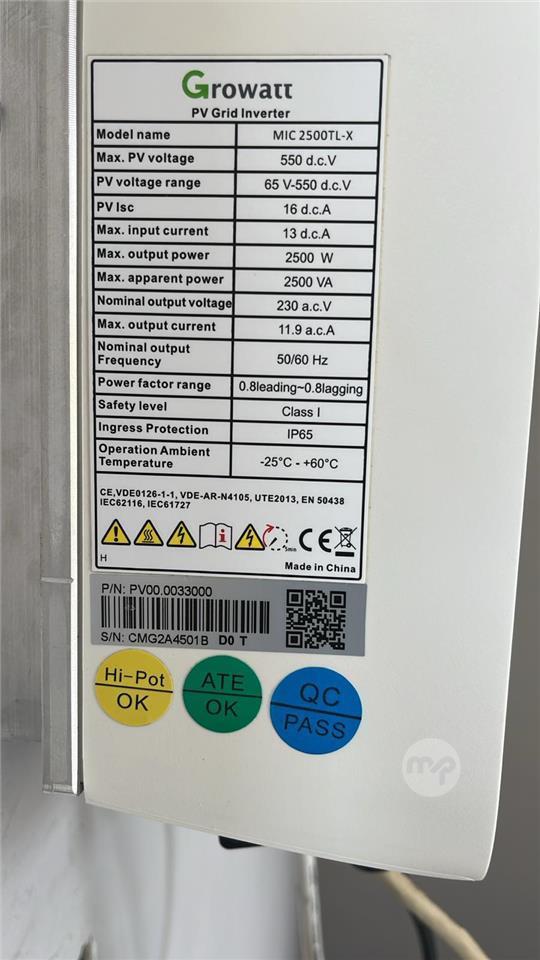 Growatt
PV Grid Inverter
Model name MIC 2500TL-X
Max. PV voltage 550 d.c.V
PV voltage range 65 V-550 d.c.V
PV Isc 16 d.c.A
Max. input current 13 d.c.A
Max. output power 2500 W
Max. apparent power 2500 VA
Nominal output voltage 230 a.c.V
Max. output current 11.9 a.c.A
Nominal output
Frequency 50/60 Hz
Power factor range 0.8leading~0.8lagging
Safety level Class I
Ingress Protection IP65
Operation Ambient
Temperature -25°C - +60°C
CE,VDE0126-1-1, VDE-AR-N4105, UTE2013, EN 50438
IEC62116, IEC61727
5min CE
H Made in China
P/N: PV00.0033000
S/N: CMG2A4501B D0 T
Hi-Pot
OK
ATE
OK
QC
PASS
mp